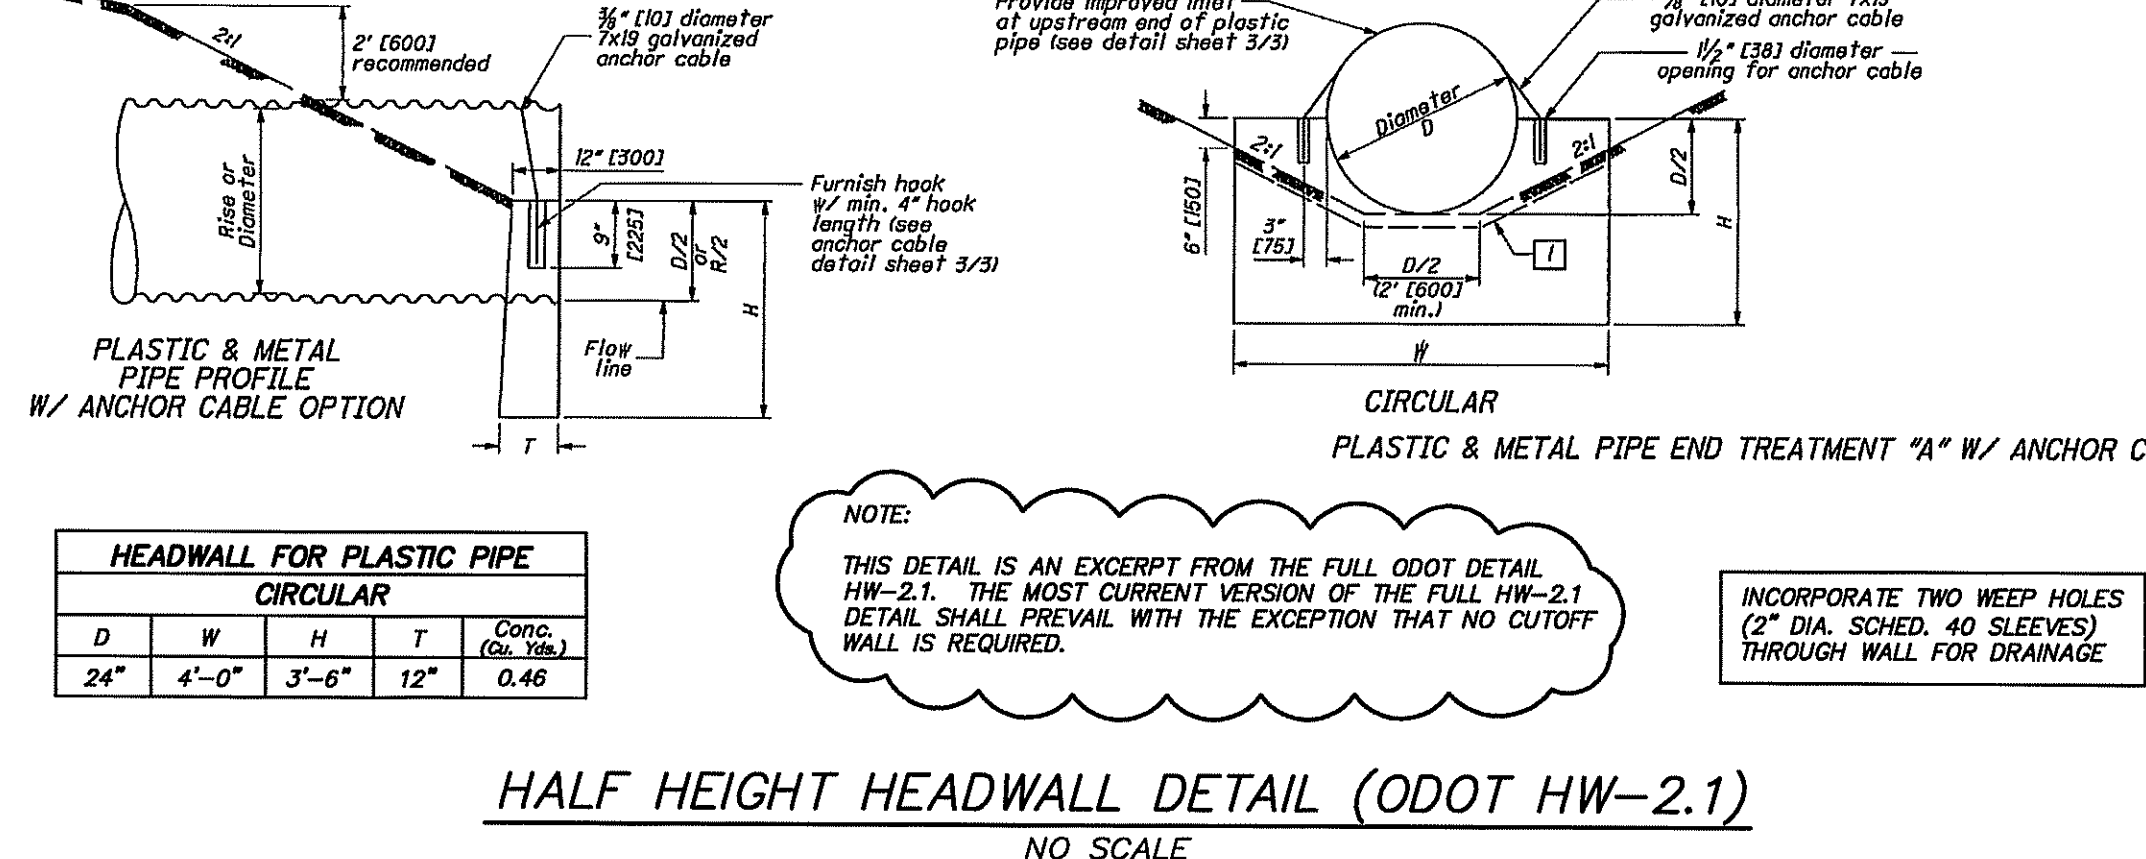 2:1
2' [600]
recommended
3/8" [10] diameter
7x19 galvanized
anchor cable
Rise or
Diameter
12" [300]
9"
[225]
D/2
or
R/2
H
Furnish hook
w/ min. 4" hook
length (see
anchor cable
detail sheet 3/3)
Flow
line
T
PLASTIC & METAL
PIPE PROFILE
W/ ANCHOR CABLE OPTION
Provide improved inlet
at upstream end of plastic
pipe (see detail sheet 3/3)
3/8" [10] diameter 7x19
galvanized anchor cable
1 1/2" [38] diameter
opening for anchor cable
Diameter
D
2:1
2:1
6" [150]
3"
[75]
D/2
(2' [600]
min.)
1
D/2
H
W
CIRCULAR
PLASTIC & METAL PIPE END TREATMENT "A" W/ ANCHOR C
HEADWALL FOR PLASTIC PIPE
CIRCULAR
D W H T Conc. (Cu. Yds.)
24" 4'-0" 3'-6" 12" 0.46
NOTE:
THIS DETAIL IS AN EXCERPT FROM THE FULL ODOT DETAIL
HW-2.1. THE MOST CURRENT VERSION OF THE FULL HW-2.1
DETAIL SHALL PREVAIL WITH THE EXCEPTION THAT NO CUTOFF
WALL IS REQUIRED.
INCORPORATE TWO WEEP HOLES
(2" DIA. SCHED. 40 SLEEVES)
THROUGH WALL FOR DRAINAGE
HALF HEIGHT HEADWALL DETAIL (ODOT HW-2.1)
NO SCALE